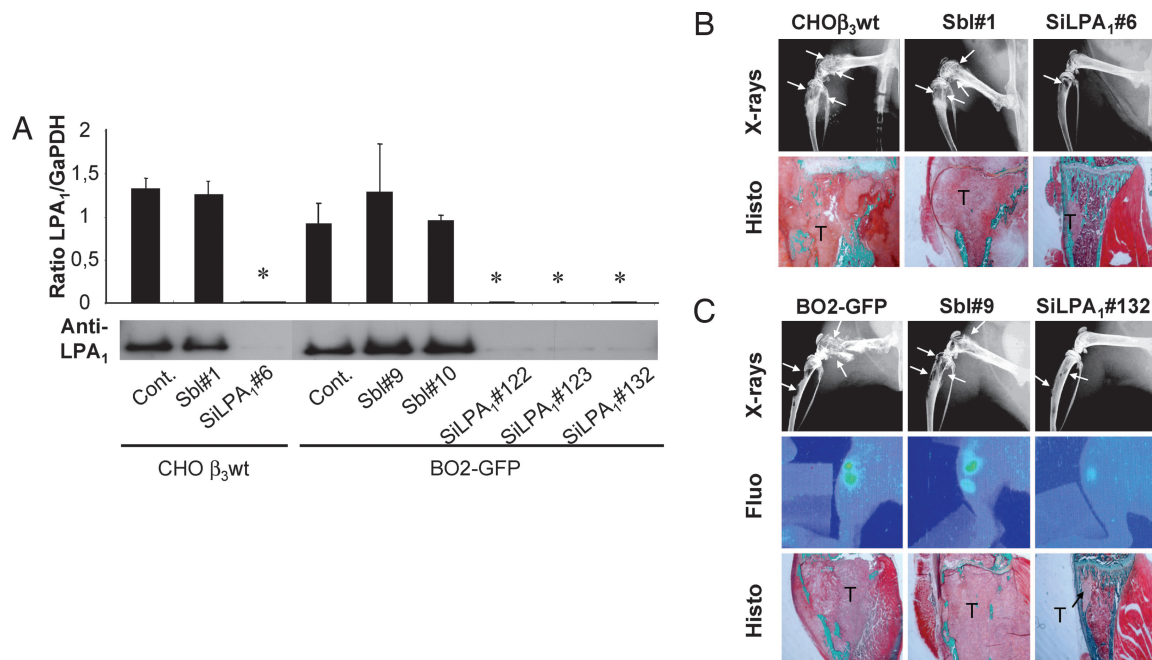 A
Ratio LPA₁/GaPDH
2
1,5
1
0,5
0
*
*
*
*
Anti-
LPA₁
Cont.
Sbl#1
SiLPA₁#6
Cont.
Sbl#9
Sbl#10
SiLPA₁#122
SiLPA₁#123
SiLPA₁#132
CHO β₃wt
BO2-GFP
B
CHOβ₃wt
Sbl#1
SiLPA₁#6
X-rays
Histo
T
T
T
C
BO2-GFP
Sbl#9
SiLPA₁#132
X-rays
Fluo
Histo
T
T
T